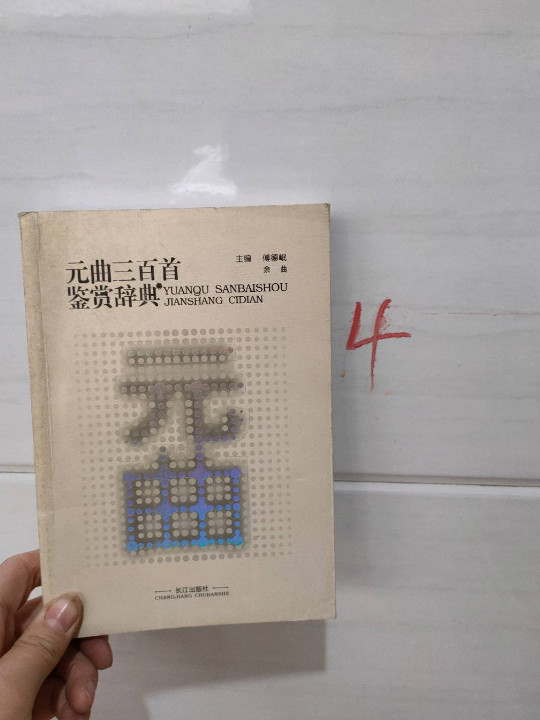 元曲三百首
鉴赏辞典
YUANQU SANBAISHOU
JIANSHANG CIDIAN
主编 傅德岷
余曲
元
曲
长江出版社
CHANGJIANG CHUBANSHE
4